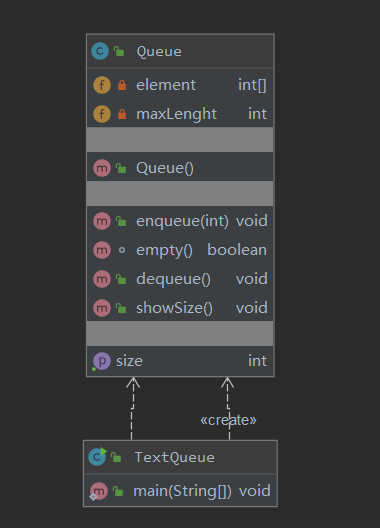 Queue
element int[]
maxLenght int
Queue()
enqueue(int) void
empty() boolean
dequeue() void
showSize() void
size int
«create»
TextQueue
main(String[]) void